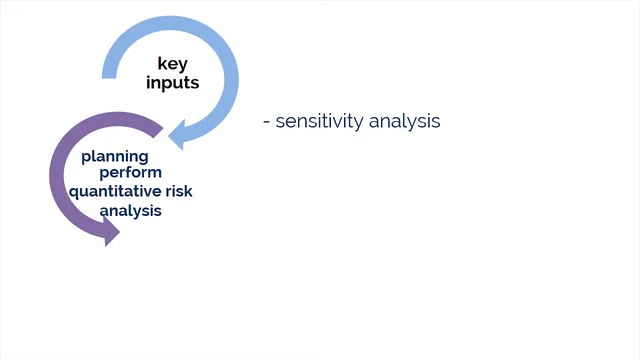 key
inputs
- sensitivity analysis
planning
perform
quantitative risk
analysis